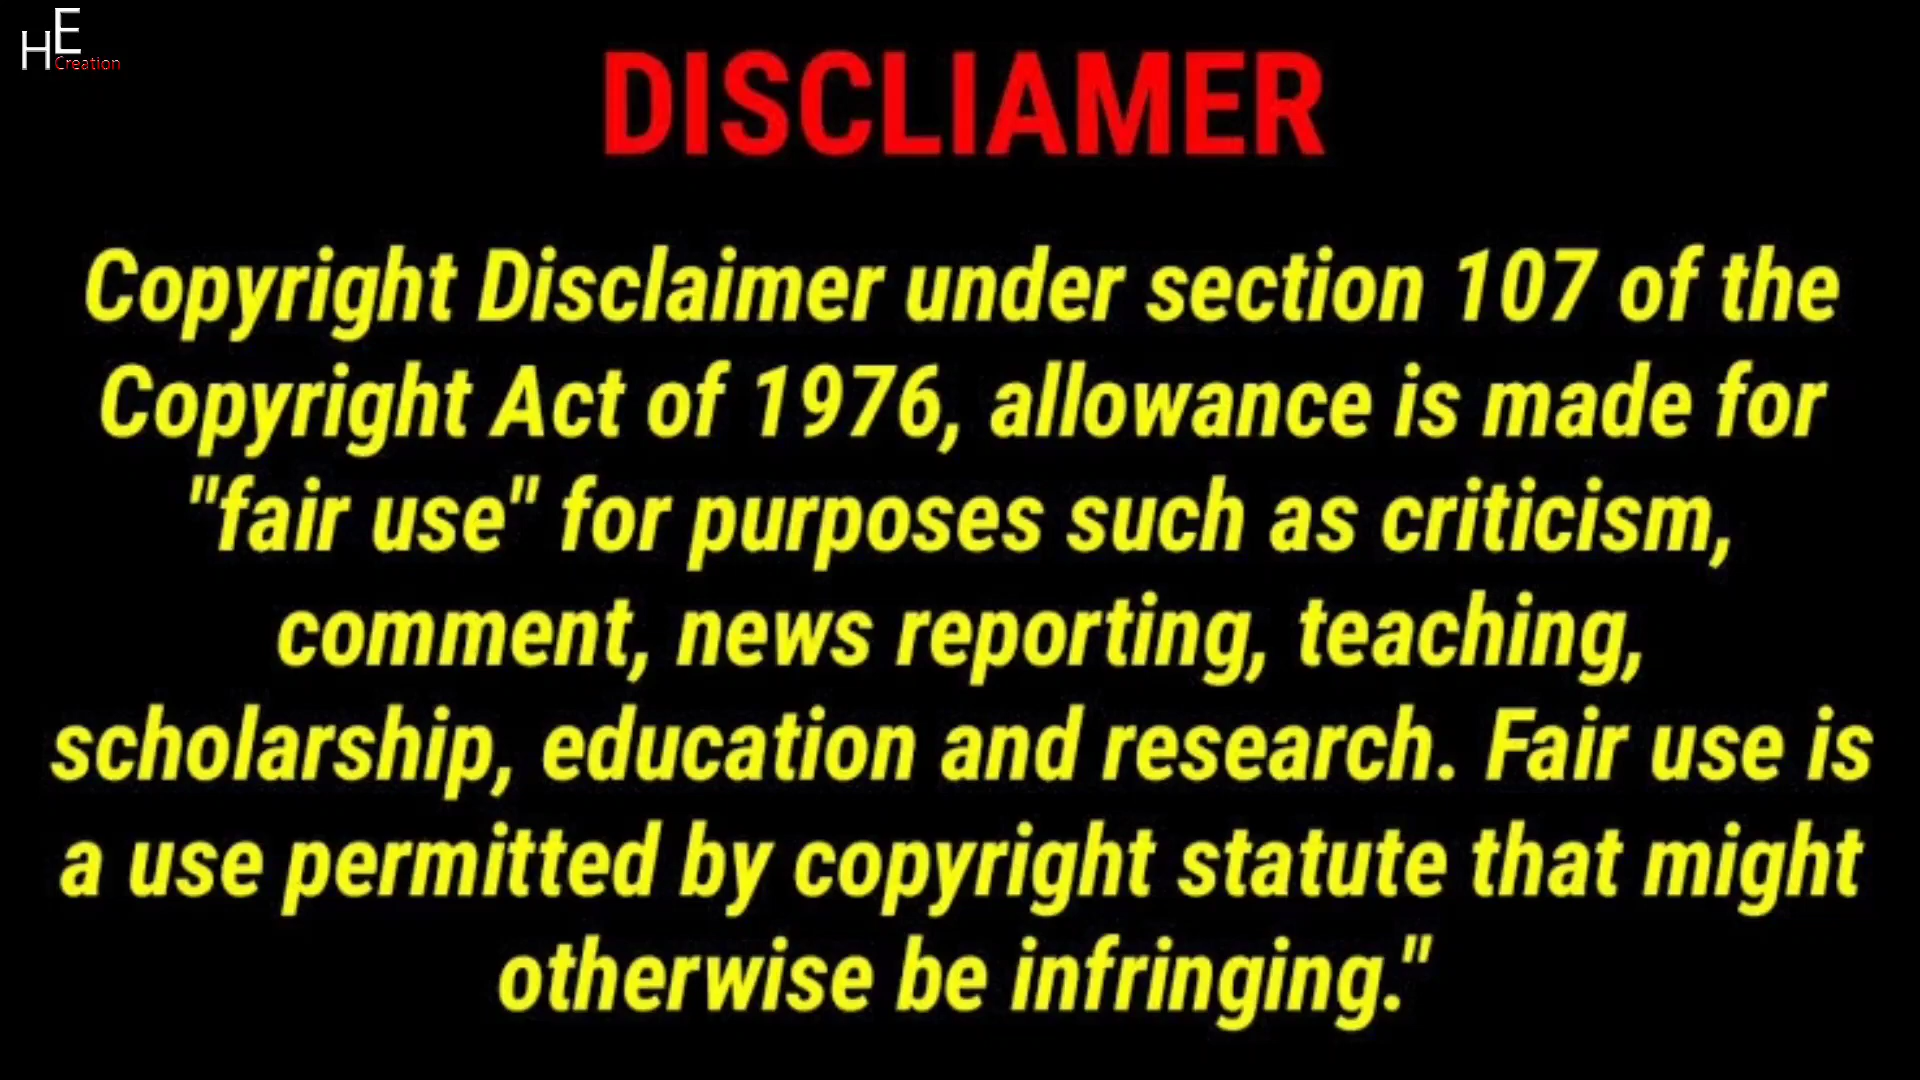 HE
Creation
DISCLIAMER
Copyright Disclaimer under section 107 of the
Copyright Act of 1976, allowance is made for
"fair use" for purposes such as criticism,
comment, news reporting, teaching,
scholarship, education and research. Fair use is
a use permitted by copyright statute that might
otherwise be infringing."